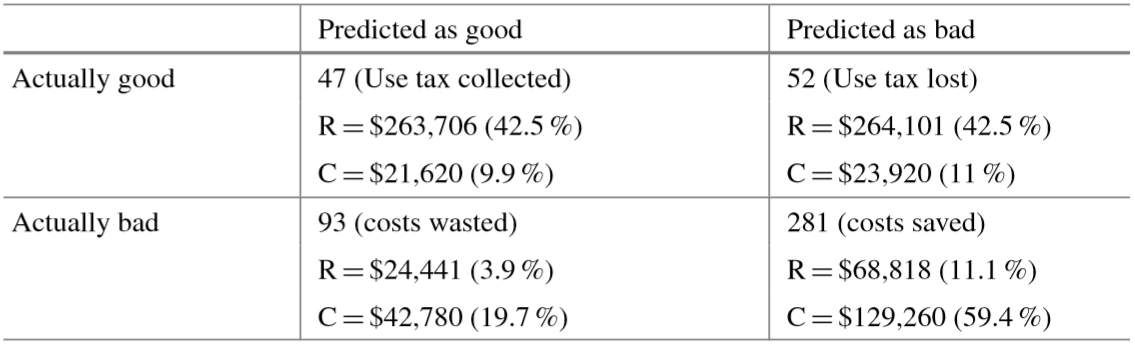 Predicted as good Predicted as bad
Actually good 47 (Use tax collected) 52 (Use tax lost)
R = $263,706 (42.5 %) R = $264,101 (42.5 %)
C = $21,620 (9.9 %) C = $23,920 (11 %)
Actually bad 93 (costs wasted) 281 (costs saved)
R = $24,441 (3.9 %) R = $68,818 (11.1 %)
C = $42,780 (19.7 %) C = $129,260 (59.4 %)